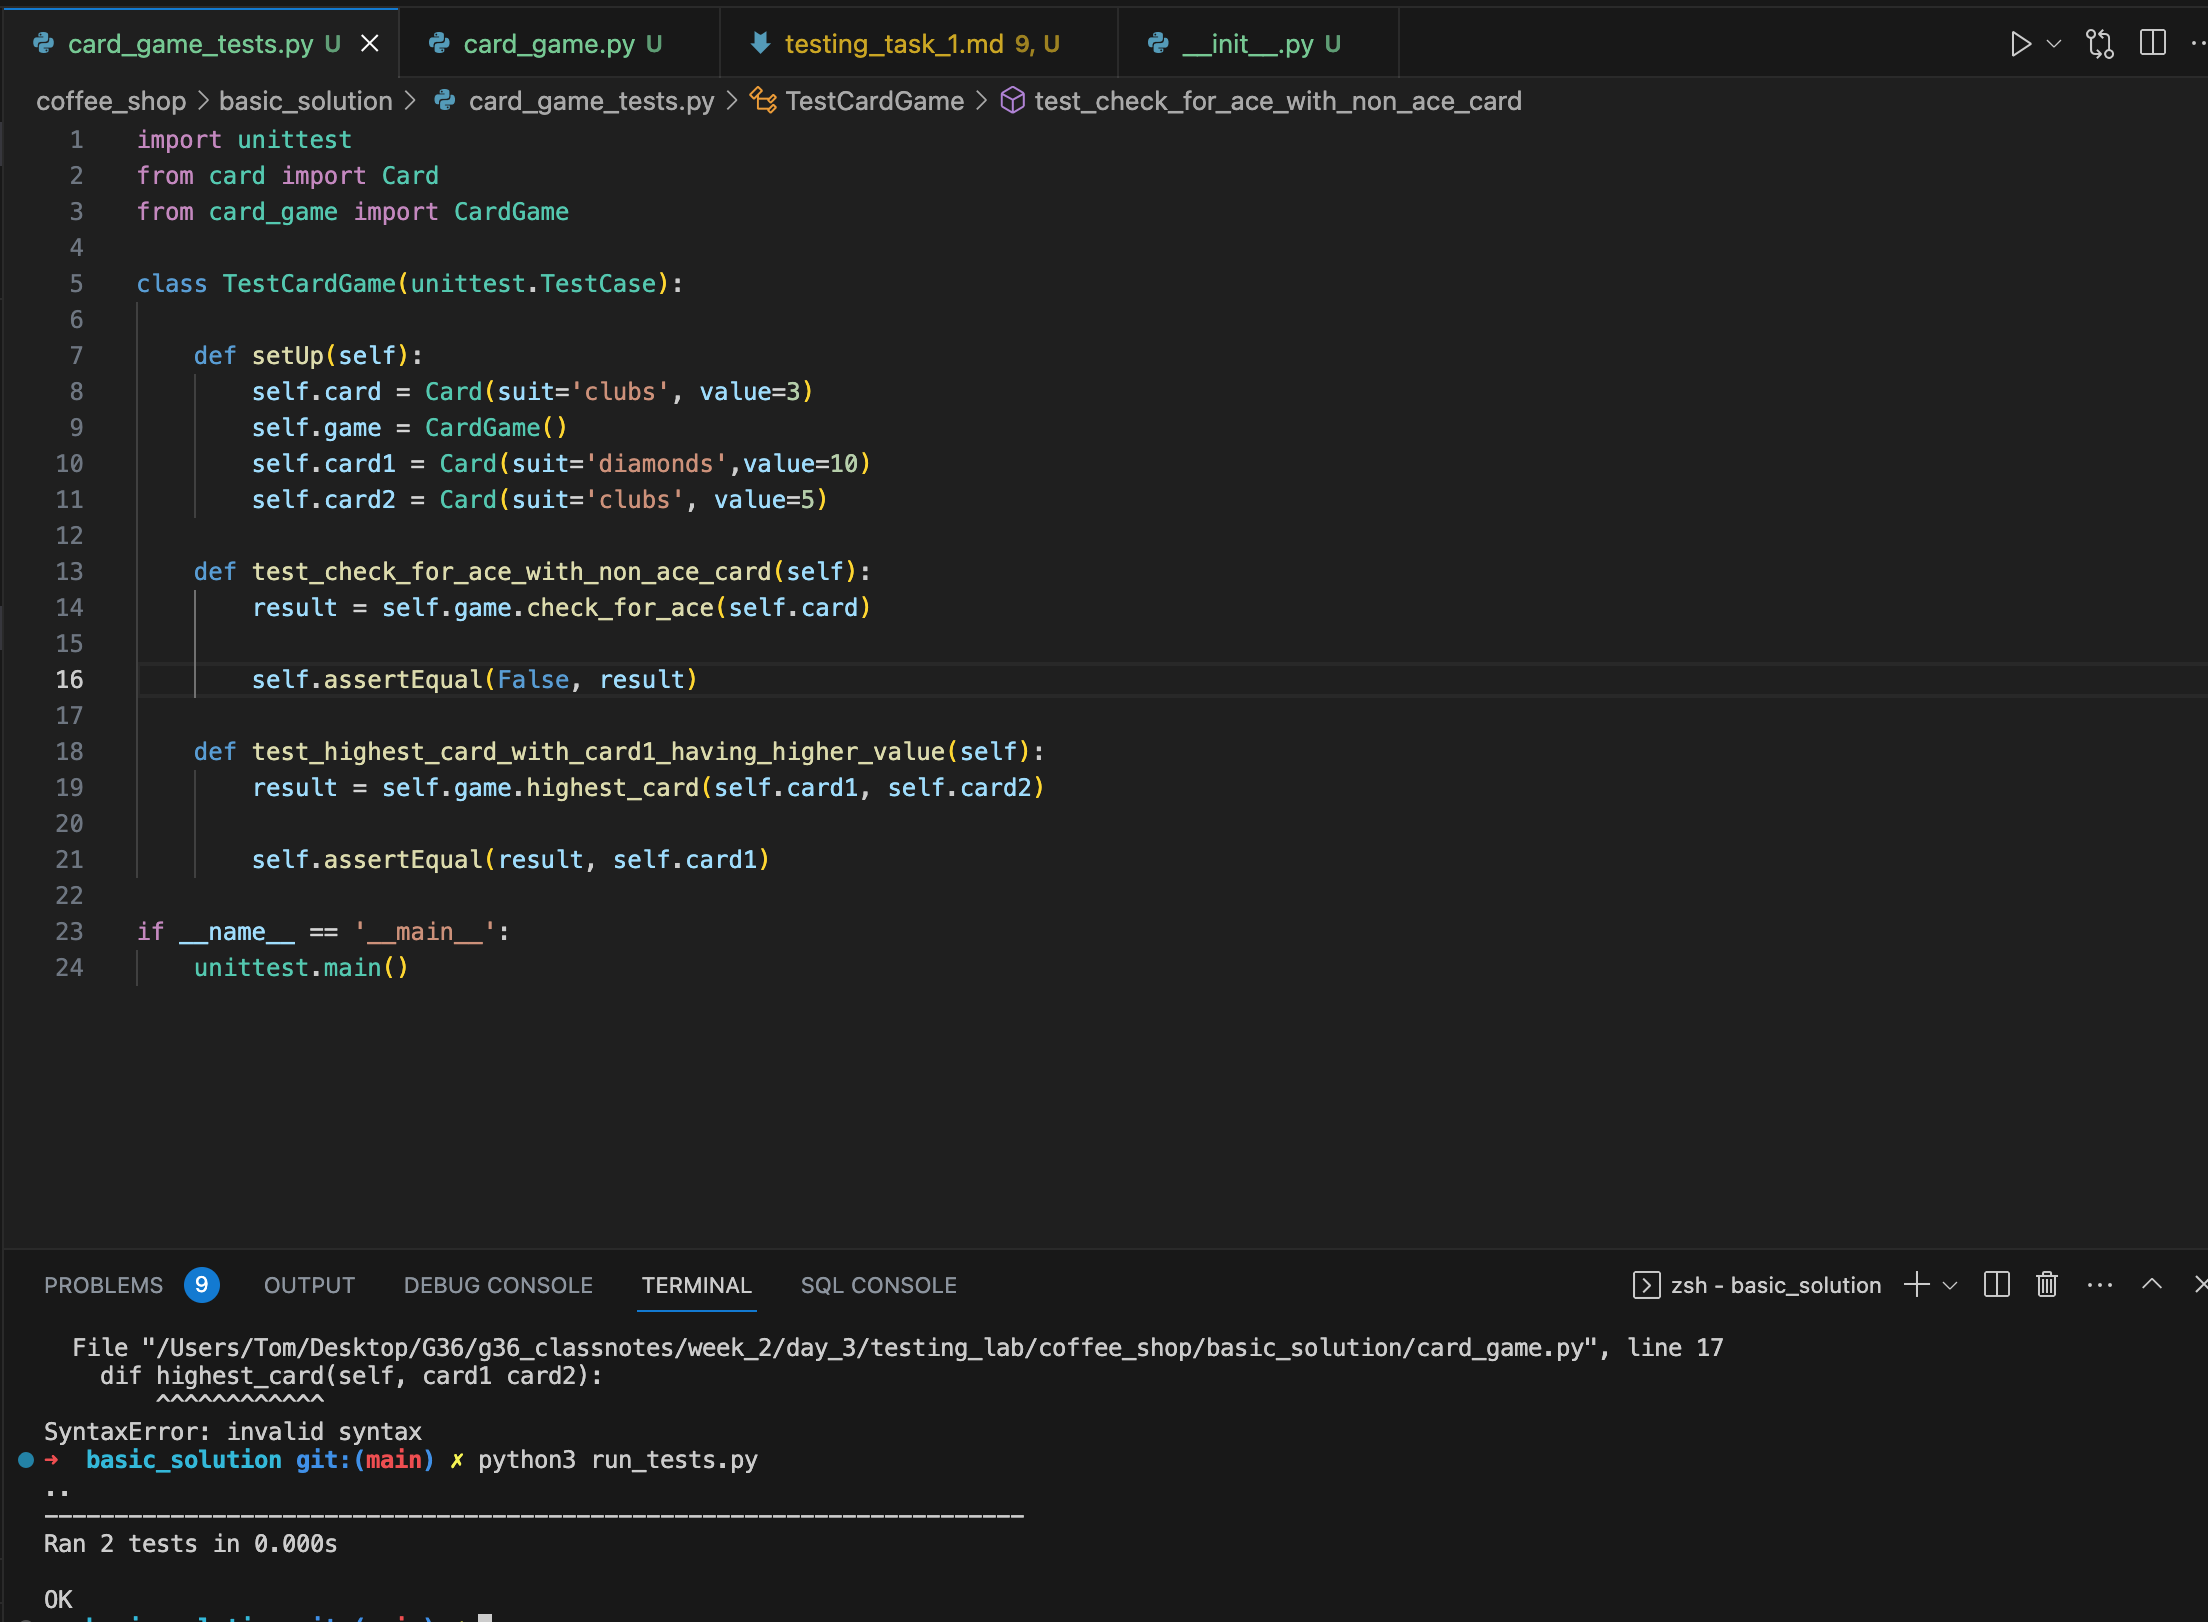 card_game_tests.py U
card_game.py U
testing_task_1.md 9, U
__init__.py U
coffee_shop > basic_solution > card_game_tests.py > TestCardGame > test_check_for_ace_with_non_ace_card
1 import unittest
2 from card import Card
3 from card_game import CardGame
4
5 class TestCardGame(unittest.TestCase):
6
7     def setUp(self):
8         self.card = Card(suit='clubs', value=3)
9         self.game = CardGame()
10         self.card1 = Card(suit='diamonds',value=10)
11         self.card2 = Card(suit='clubs', value=5)
12
13     def test_check_for_ace_with_non_ace_card(self):
14         result = self.game.check_for_ace(self.card)
15
16         self.assertEqual(False, result)
17
18     def test_highest_card_with_card1_having_higher_value(self):
19         result = self.game.highest_card(self.card1, self.card2)
20
21         self.assertEqual(result, self.card1)
22
23 if __name__ == '__main__':
24     unittest.main()
PROBLEMS 9 OUTPUT DEBUG CONSOLE TERMINAL SQL CONSOLE
zsh - basic_solution
  File "/Users/Tom/Desktop/G36/g36_classnotes/week_2/day_3/testing_lab/coffee_shop/basic_solution/card_game.py", line 17
    dif highest_card(self, card1 card2):
        ^^^^^^^^^^^^
SyntaxError: invalid syntax
➜  basic_solution git:(main) ✗ python3 run_tests.py
..
----------------------------------------------------------------------
Ran 2 tests in 0.000s

OK